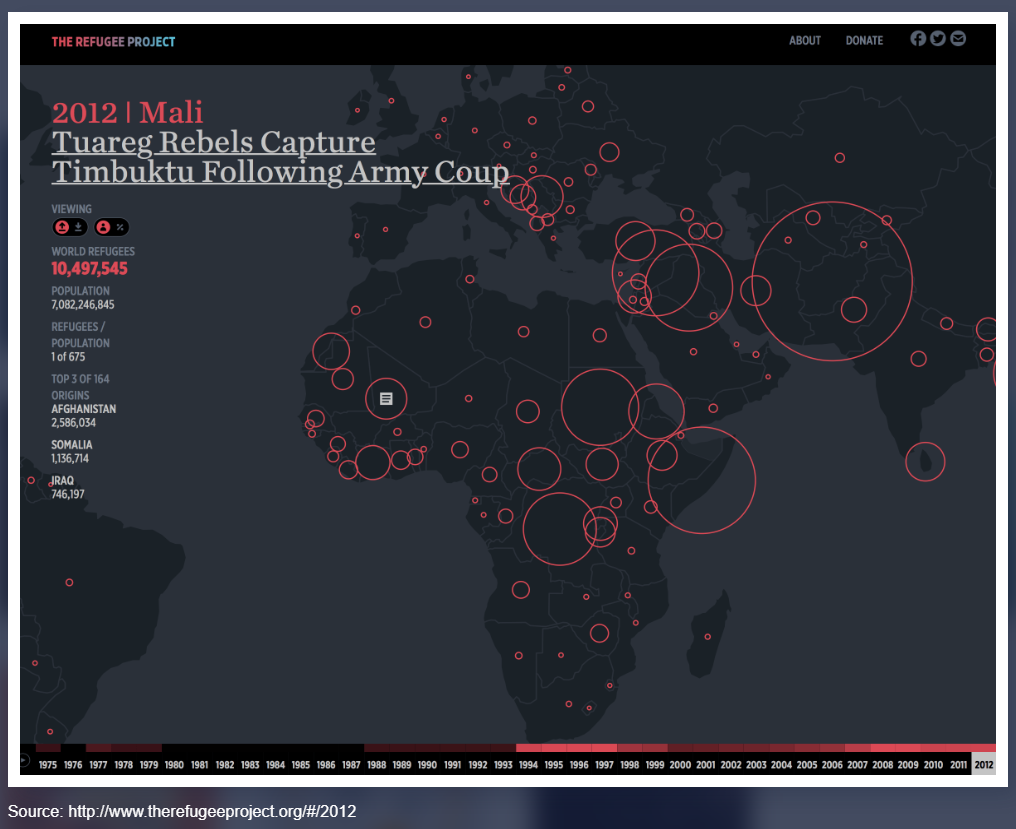 THE REFUGEE PROJECT
ABOUT DONATE
2012 | Mali
Tuareg Rebels Capture
Timbuktu Following Army Coup
VIEWING
%
WORLD REFUGEES
10,497,545
POPULATION
7,082,246,845
REFUGEES /
POPULATION
1 of 675
TOP 3 OF 164
ORIGINS
AFGHANISTAN
2,586,034
SOMALIA
1,136,714
IRAQ
746,197
1975 1976 1977 1978 1979 1980 1981 1982 1983 1984 1985 1986 1987 1988 1989 1990 1991 1992 1993 1994 1995 1996 1997 1998 1999 2000 2001 2002 2003 2004 2005 2006 2007 2008 2009 2010 2011 2012
Source: http://www.therefugeeproject.org/#/2012